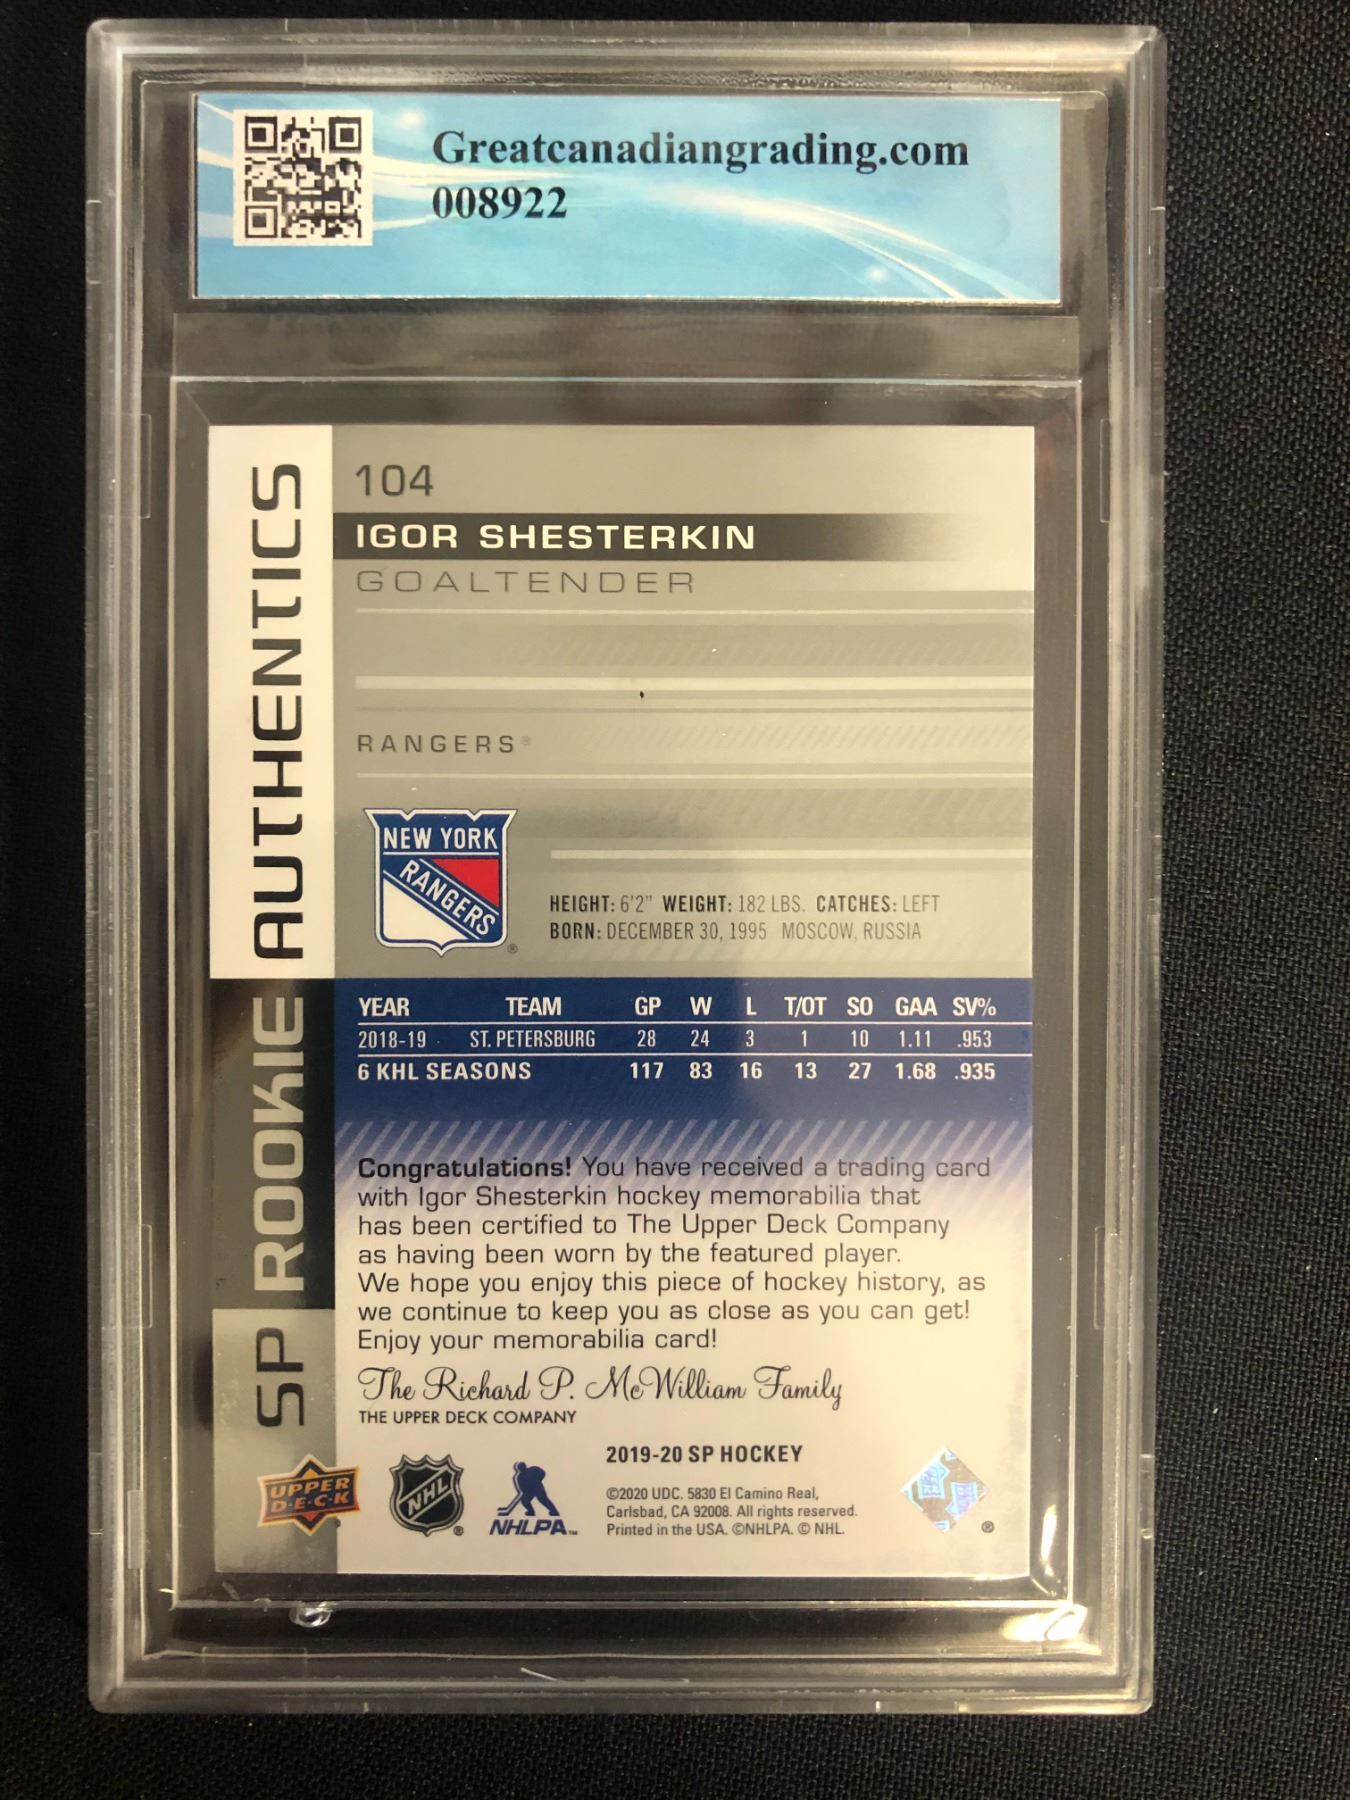 Greatcanadiangrading.com
008922
SP ROOKIE AUTHENTICS
104
IGOR SHESTERKIN
GOALTENDER
RANGERS®
NEW YORK
RANGERS
®
HEIGHT: 6'2" WEIGHT: 182 LBS. CATCHES: LEFT
BORN: DECEMBER 30, 1995 MOSCOW, RUSSIA
YEAR TEAM GP W L T/OT SO GAA SV%
2018-19 ST. PETERSBURG 28 24 3 1 10 1.11 .953
6 KHL SEASONS 117 83 16 13 27 1.68 .935
Congratulations! You have received a trading card
with Igor Shesterkin hockey memorabilia that
has been certified to The Upper Deck Company
as having been worn by the featured player.
We hope you enjoy this piece of hockey history, as
we continue to keep you as close as you can get!
Enjoy your memorabilia card!
The Richard P. McWilliam Family
THE UPPER DECK COMPANY
UPPER
D·E·C·K
NHL
®
NHLPA™
2019-20 SP HOCKEY
©2020 UDC. 5830 El Camino Real,
Carlsbad, CA 92008. All rights reserved.
Printed in the USA. ©NHLPA. © NHL.
®